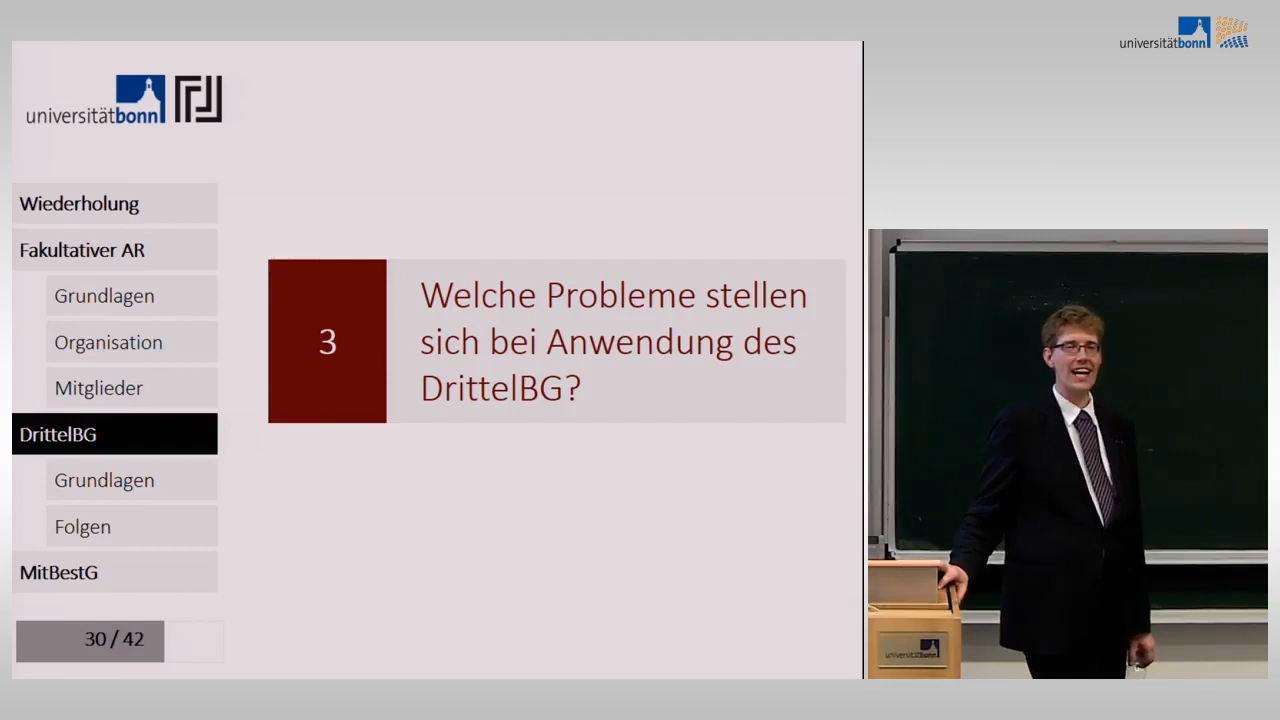 universitätbonn
universitätbonn
Wiederholung
Fakultativer AR
Grundlagen
Organisation
Mitglieder
DrittelBG
Grundlagen
Folgen
MitBestG
30 / 42
3
Welche Probleme stellen
sich bei Anwendung des
DrittelBG?
universitätbonn